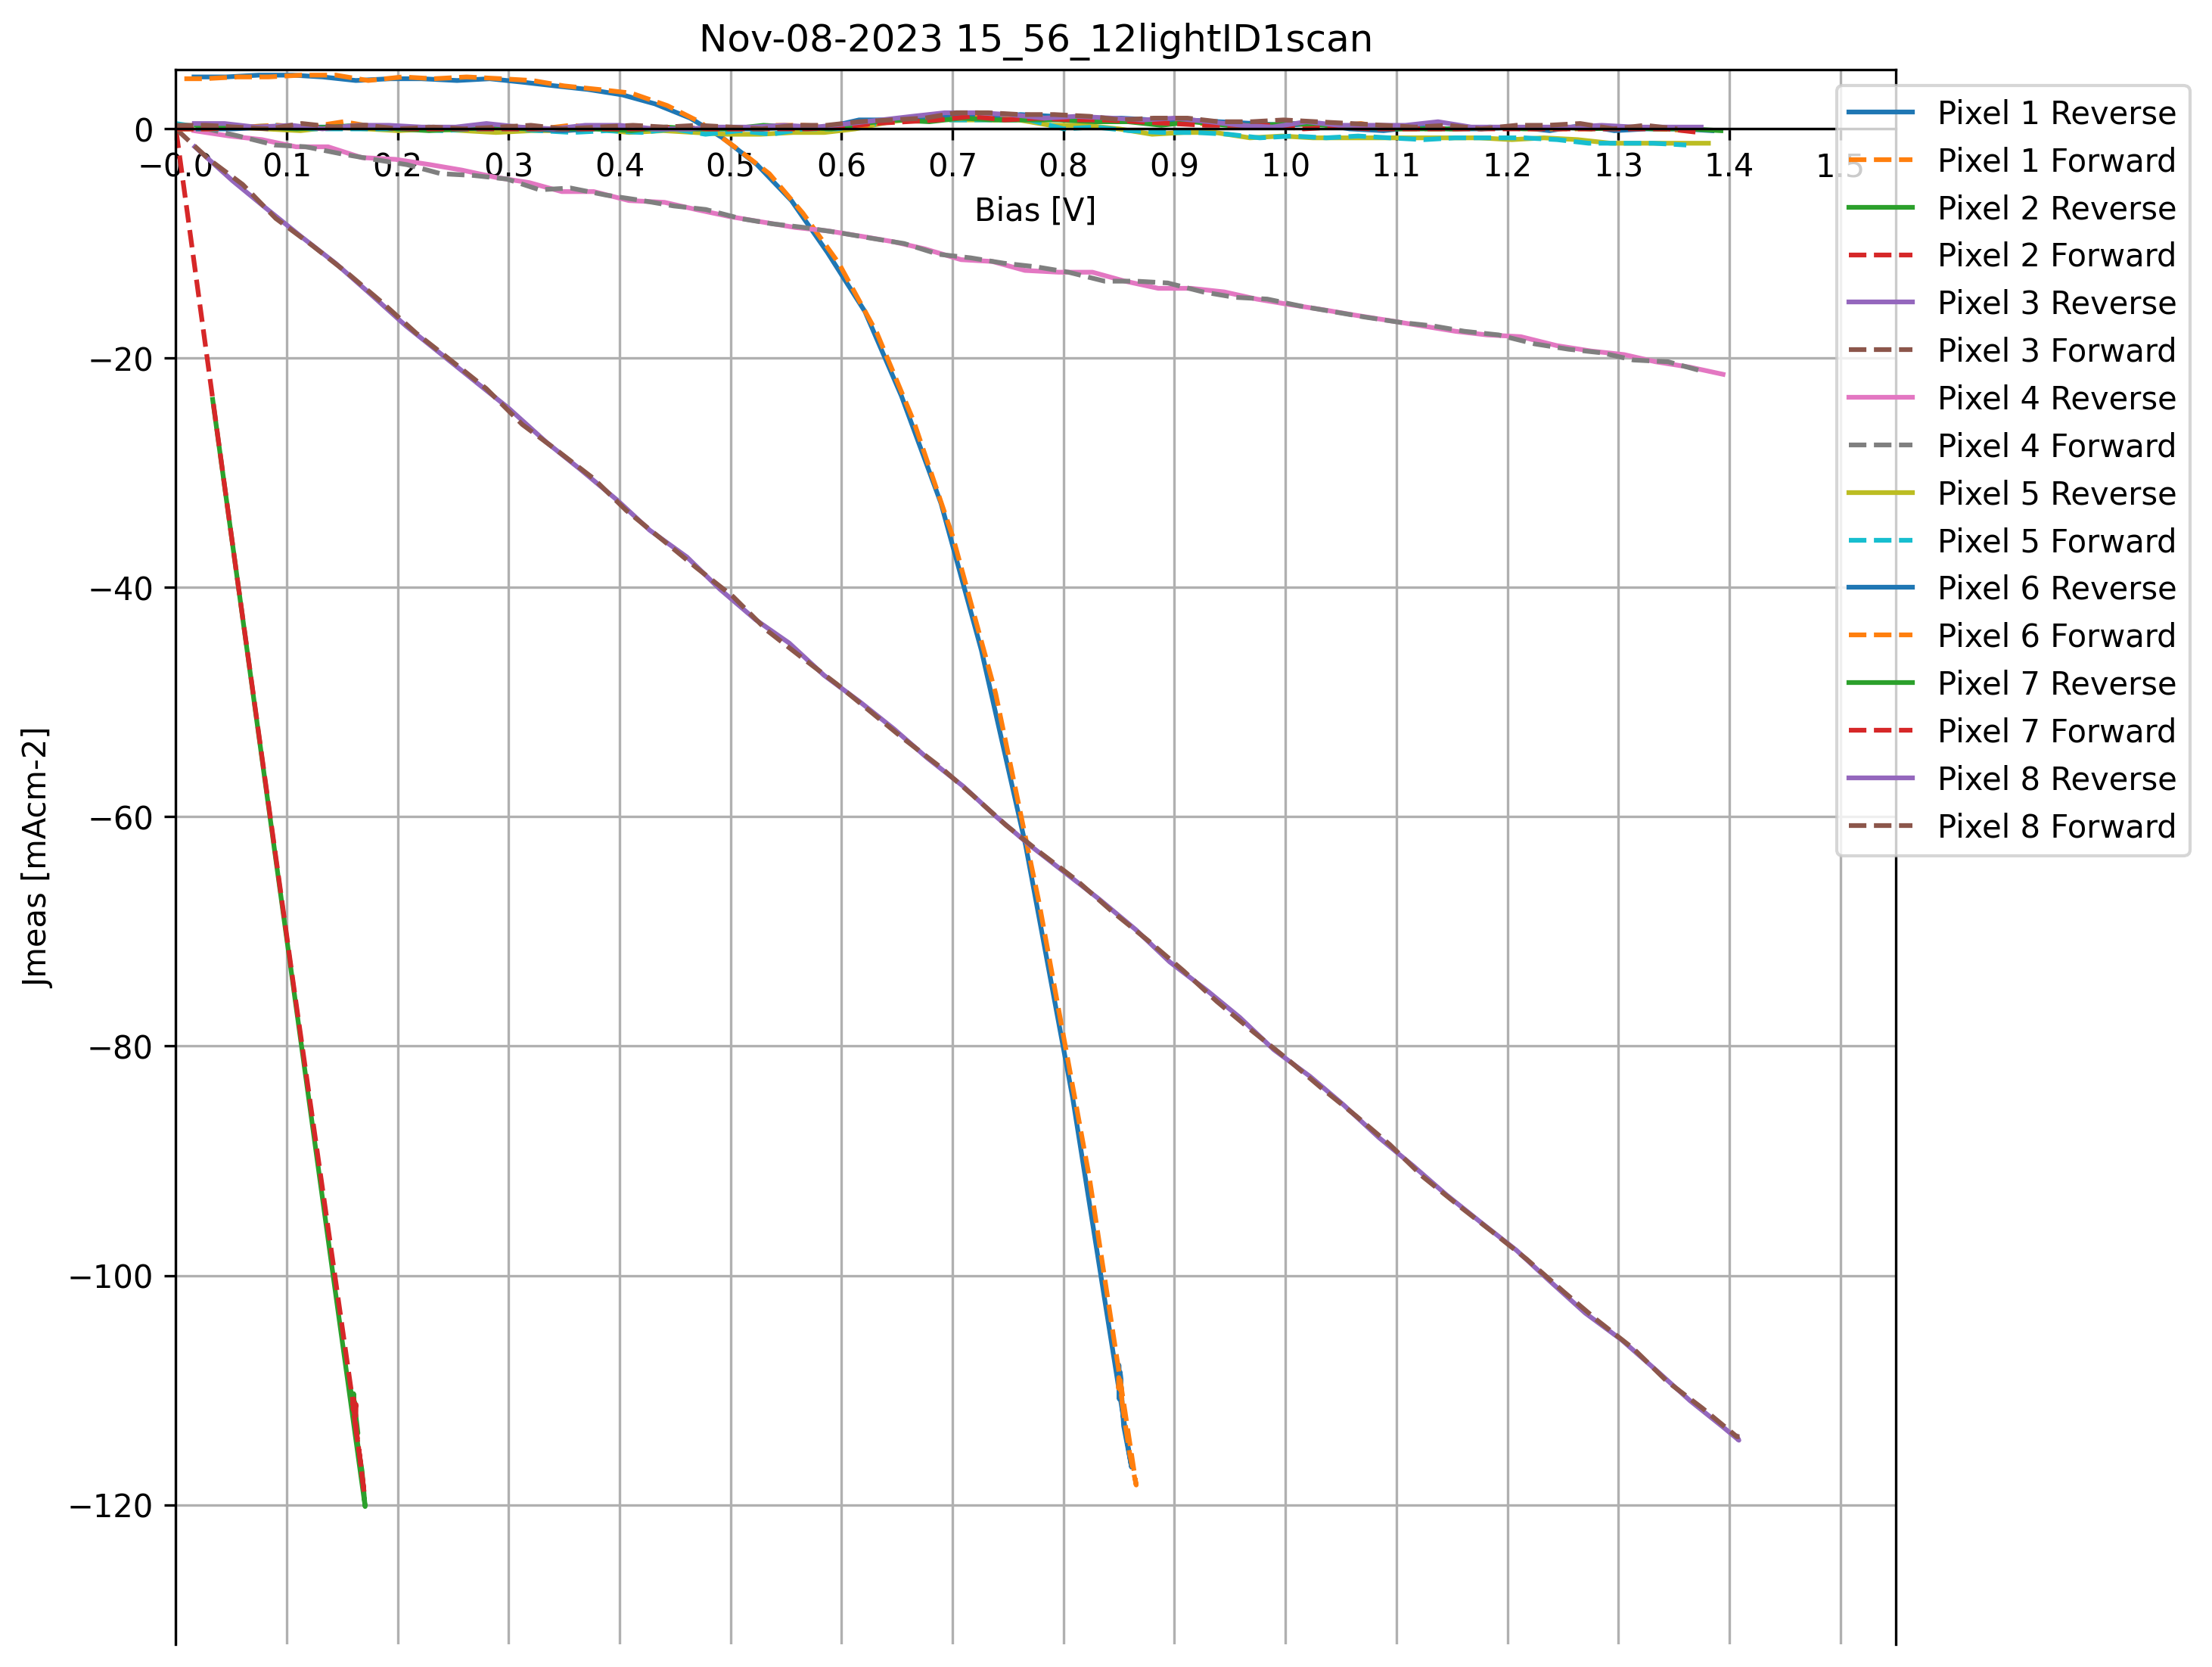 Nov-08-2023 15_56_12lightID1scan
0
−0.0 0.1 0.2 0.3 0.4 0.5 0.6 0.7 0.8 0.9 1.0 1.1 1.2 1.3 1.4 1.5
Bias [V]
−20
−40
−60
−80
−100
−120
Jmeas [mAcm-2]
Pixel 1 Reverse
Pixel 1 Forward
Pixel 2 Reverse
Pixel 2 Forward
Pixel 3 Reverse
Pixel 3 Forward
Pixel 4 Reverse
Pixel 4 Forward
Pixel 5 Reverse
Pixel 5 Forward
Pixel 6 Reverse
Pixel 6 Forward
Pixel 7 Reverse
Pixel 7 Forward
Pixel 8 Reverse
Pixel 8 Forward